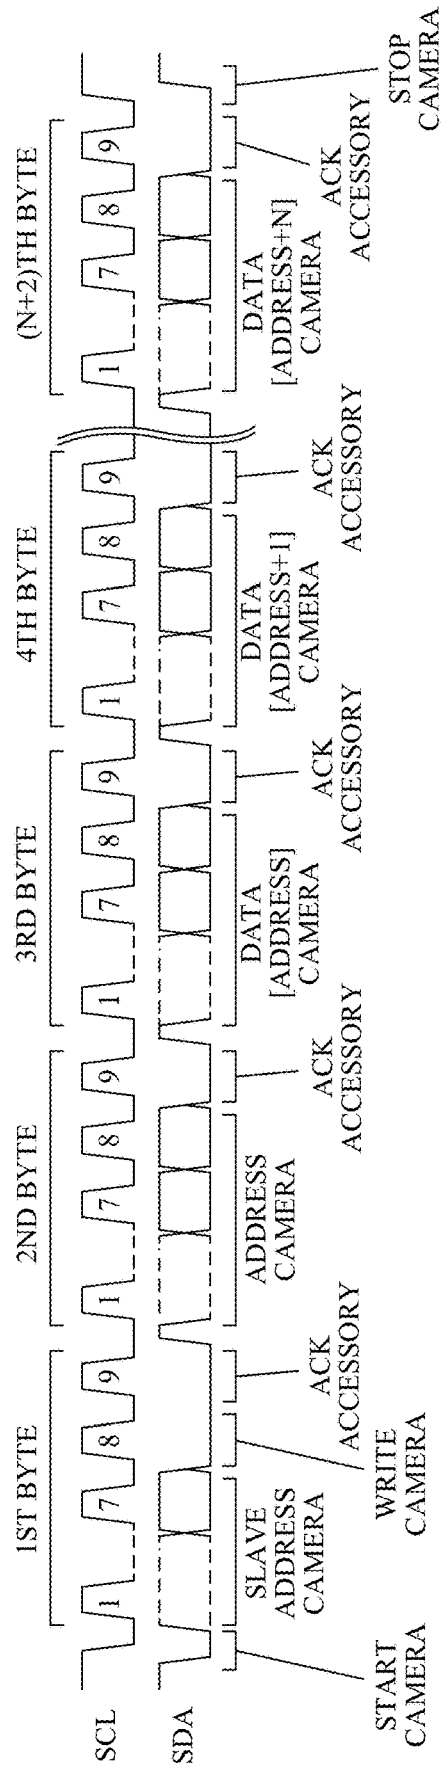 1ST BYTE
2ND BYTE
3RD BYTE
4TH BYTE
(N+2)TH BYTE
SCL
1
7
8
9
1
7
8
9
1
7
8
9
1
7
8
9
1
7
8
9
SDA
START
CAMERA
SLAVE
ADDRESS
CAMERA
WRITE
CAMERA
ACK
ACCESSORY
ADDRESS
CAMERA
ACK
ACCESSORY
DATA
[ADDRESS]
CAMERA
ACK
ACCESSORY
DATA
[ADDRESS+1]
CAMERA
ACK
ACCESSORY
DATA
[ADDRESS+N]
CAMERA
ACK
ACCESSORY
STOP
CAMERA